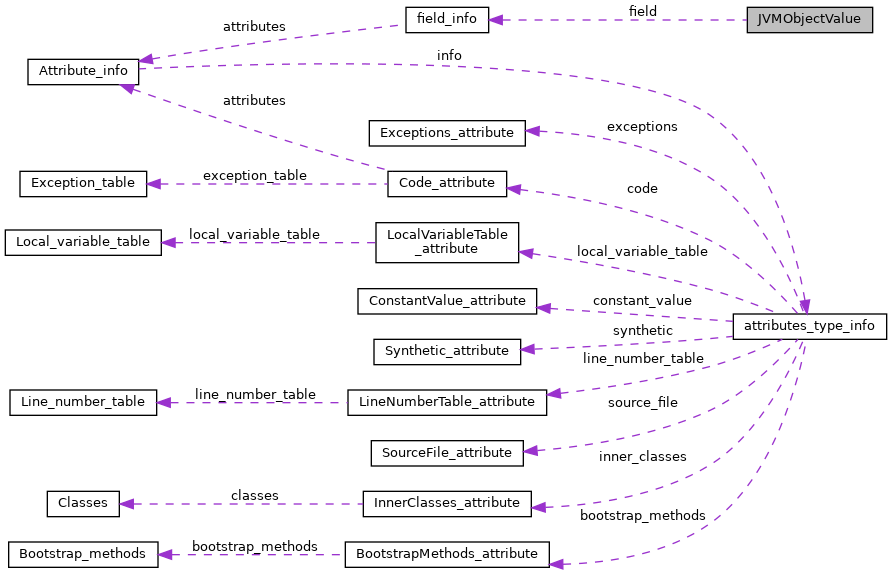 field_info
field
JVMObjectValue
attributes
Attribute_info
info
attributes
Exceptions_attribute
exceptions
Exception_table
exception_table
Code_attribute
code
Local_variable_table
local_variable_table
LocalVariableTable
_attribute
local_variable_table
ConstantValue_attribute
constant_value
attributes_type_info
Synthetic_attribute
synthetic
line_number_table
Line_number_table
line_number_table
LineNumberTable_attribute
source_file
SourceFile_attribute
inner_classes
Classes
classes
InnerClasses_attribute
bootstrap_methods
Bootstrap_methods
bootstrap_methods
BootstrapMethods_attribute